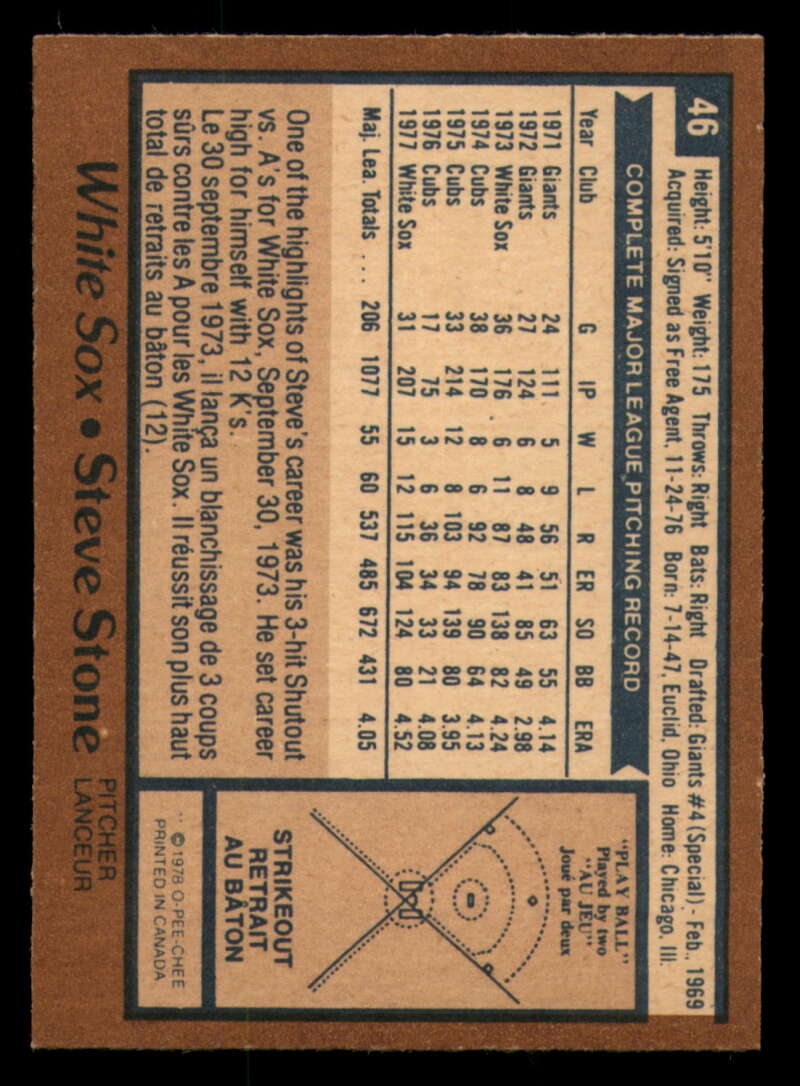 46
Height: 5'10" Weight: 175 Throws: Right Bats: Right Drafted: Giants #4 (Special) - Feb., 1969
Acquired: Signed as Free Agent, 11-24-76 Born: 7-14-47, Euclid, Ohio Home: Chicago, Ill.
COMPLETE MAJOR LEAGUE PITCHING RECORD
Year Club G IP W L R ER SO BB ERA
1971 Giants 24 111 5 9 56 51 63 55 4.14
1972 Giants 27 124 6 8 48 41 85 49 2.98
1973 White Sox 36 176 6 11 87 83 138 82 4.24
1974 Cubs 38 170 8 6 92 78 90 64 4.13
1975 Cubs 33 214 12 8 103 94 139 80 3.95
1976 Cubs 17 75 3 6 36 34 33 21 4.08
1977 White Sox 31 207 15 12 115 104 124 80 4.52
Maj. Lea. Totals ... 206 1077 55 60 537 485 672 431 4.05
One of the highlights of Steve's career was his 3-hit Shutout
vs. A's for White Sox, September 30, 1973. He set career
high for himself with 12 K's.
Le 30 septembre 1973, il lança un blanchissage de 3 coups
sûrs contre les A pour les White Sox. Il réussit son plus haut
total de retraits au bâton (12).
"PLAY BALL"
Played by two
"AU JEU"
Joué par deux
STRIKEOUT
RETRAIT
AU BÂTON
© 1978 O-PEE-CHEE
PRINTED IN CANADA
White Sox • Steve Stone
PITCHER
LANCEUR